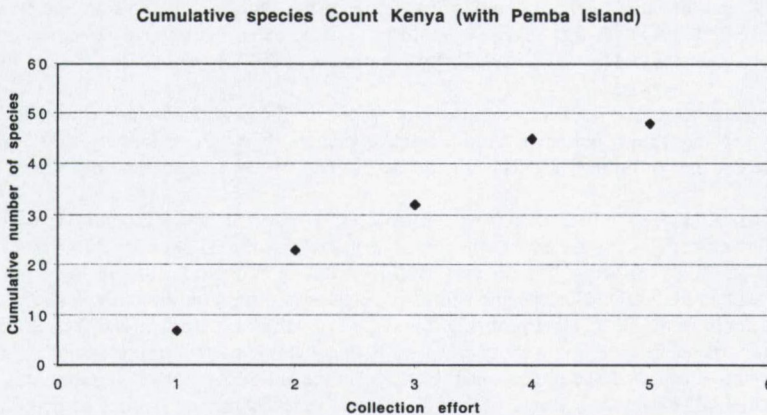 Cumulative species Count Kenya (with Pemba Island)
60
50
40
30
20
10
0
Cumulative number of species
0 1 2 3 4 5 6
Collection effort